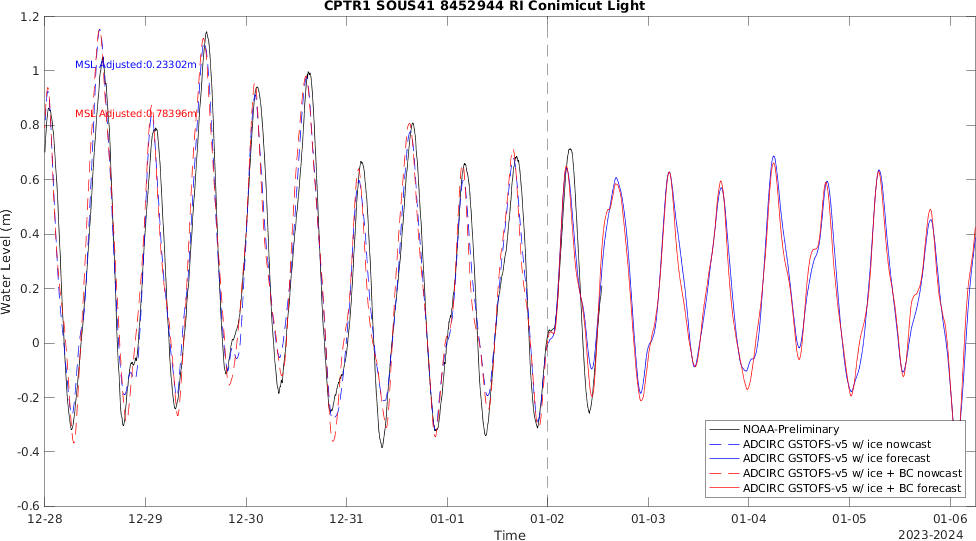 CPTR1 SOUS41 8452944 RI Conimicut Light
MSL Adjusted:0.23302m
MSL Adjusted:0.78396m
Water Level (m)
1.2
1
0.8
0.6
0.4
0.2
0
-0.2
-0.4
-0.6
12-28 12-29 12-30 12-31 01-01 01-02 01-03 01-04 01-05 01-06
Time
2023-2024
NOAA-Preliminary
ADCIRC GSTOFS-v5 w/ ice nowcast
ADCIRC GSTOFS-v5 w/ ice forecast
ADCIRC GSTOFS-v5 w/ ice + BC nowcast
ADCIRC GSTOFS-v5 w/ ice + BC forecast